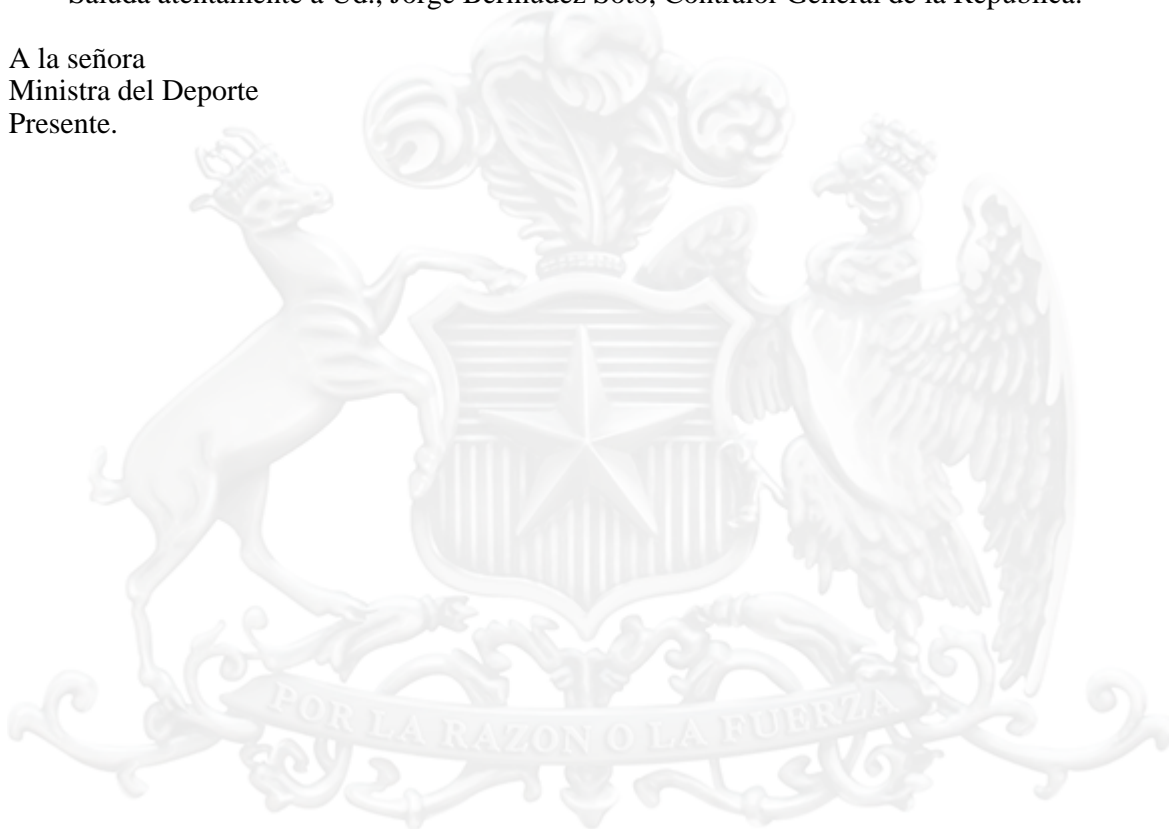 Saluda atentamente a Ud., Jorge Bermúdez Soto, Contralor General de la República.
A la señora
Ministra del Deporte
Presente.
POR LA RAZON O LA FUERZA